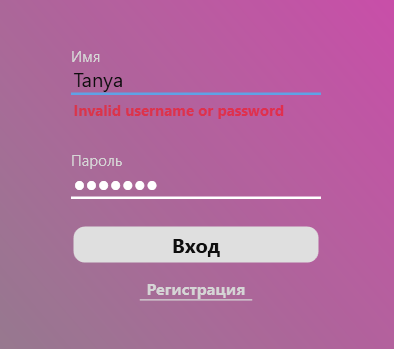 Имя
Tanya
Invalid username or password
Пароль
●●●●●●●
Вход
Регистрация